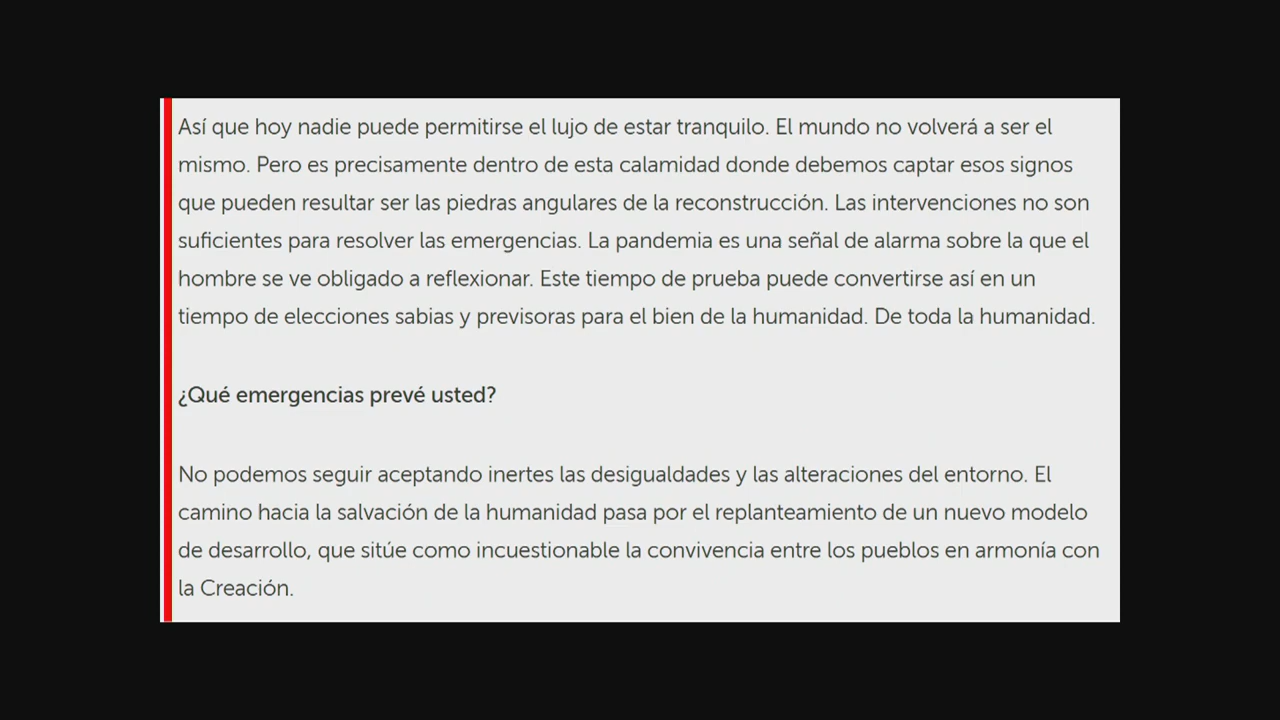 Así que hoy nadie puede permitirse el lujo de estar tranquilo. El mundo no volverá a ser el
mismo. Pero es precisamente dentro de esta calamidad donde debemos captar esos signos
que pueden resultar ser las piedras angulares de la reconstrucción. Las intervenciones no son
suficientes para resolver las emergencias. La pandemia es una señal de alarma sobre la que el
hombre se ve obligado a reflexionar. Este tiempo de prueba puede convertirse así en un
tiempo de elecciones sabias y previsoras para el bien de la humanidad. De toda la humanidad.
¿Qué emergencias prevé usted?
No podemos seguir aceptando inertes las desigualdades y las alteraciones del entorno. El
camino hacia la salvación de la humanidad pasa por el replanteamiento de un nuevo modelo
de desarrollo, que sitúe como incuestionable la convivencia entre los pueblos en armonía con
la Creación.